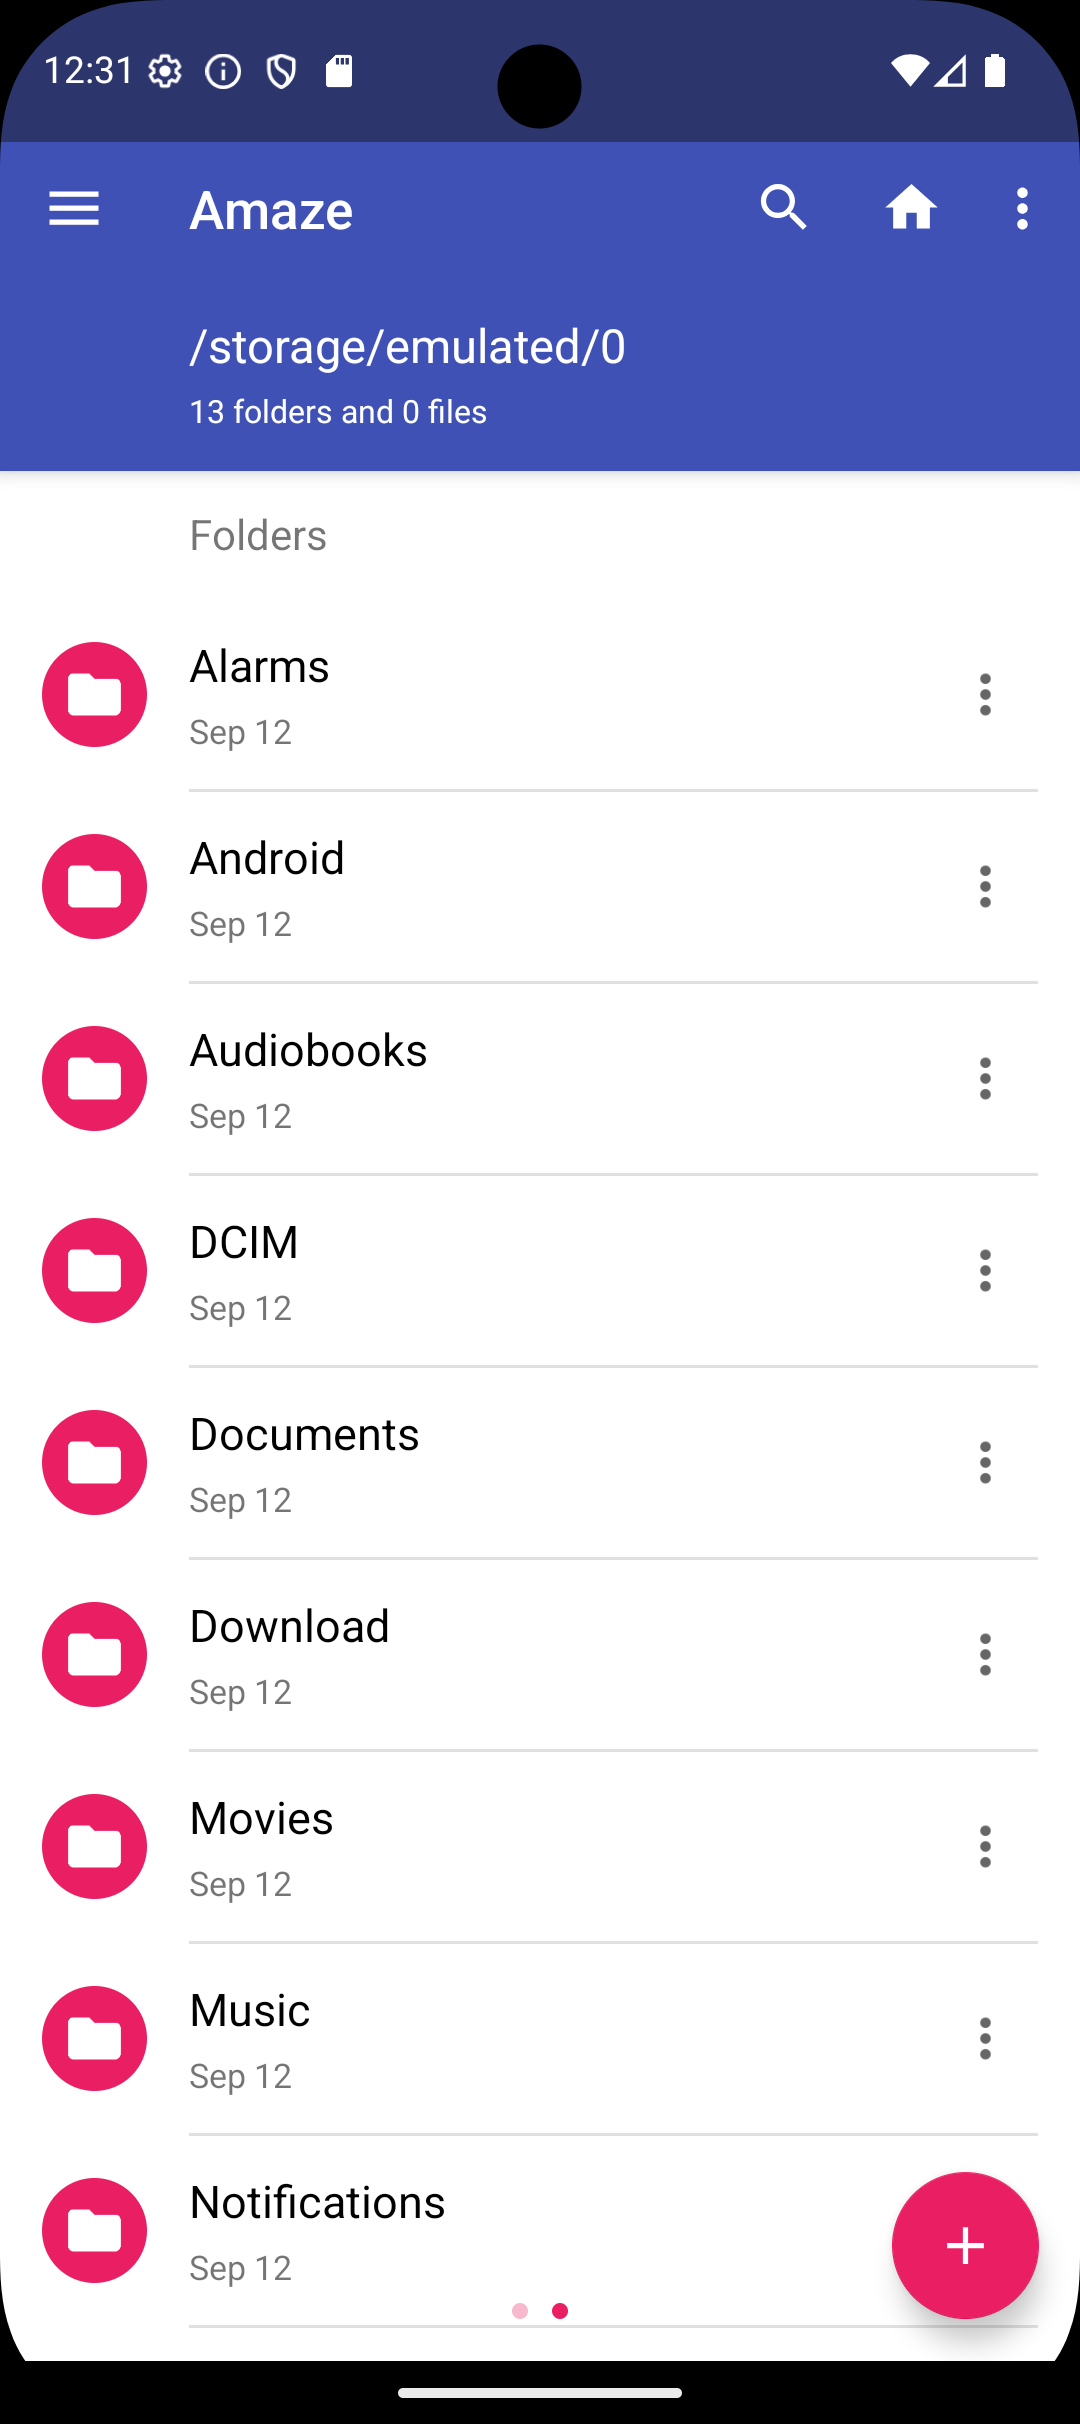 12:31
Amaze
/storage/emulated/0
13 folders and 0 files
Folders
Alarms
Sep 12
Android
Sep 12
Audiobooks
Sep 12
DCIM
Sep 12
Documents
Sep 12
Download
Sep 12
Movies
Sep 12
Music
Sep 12
Notifications
Sep 12